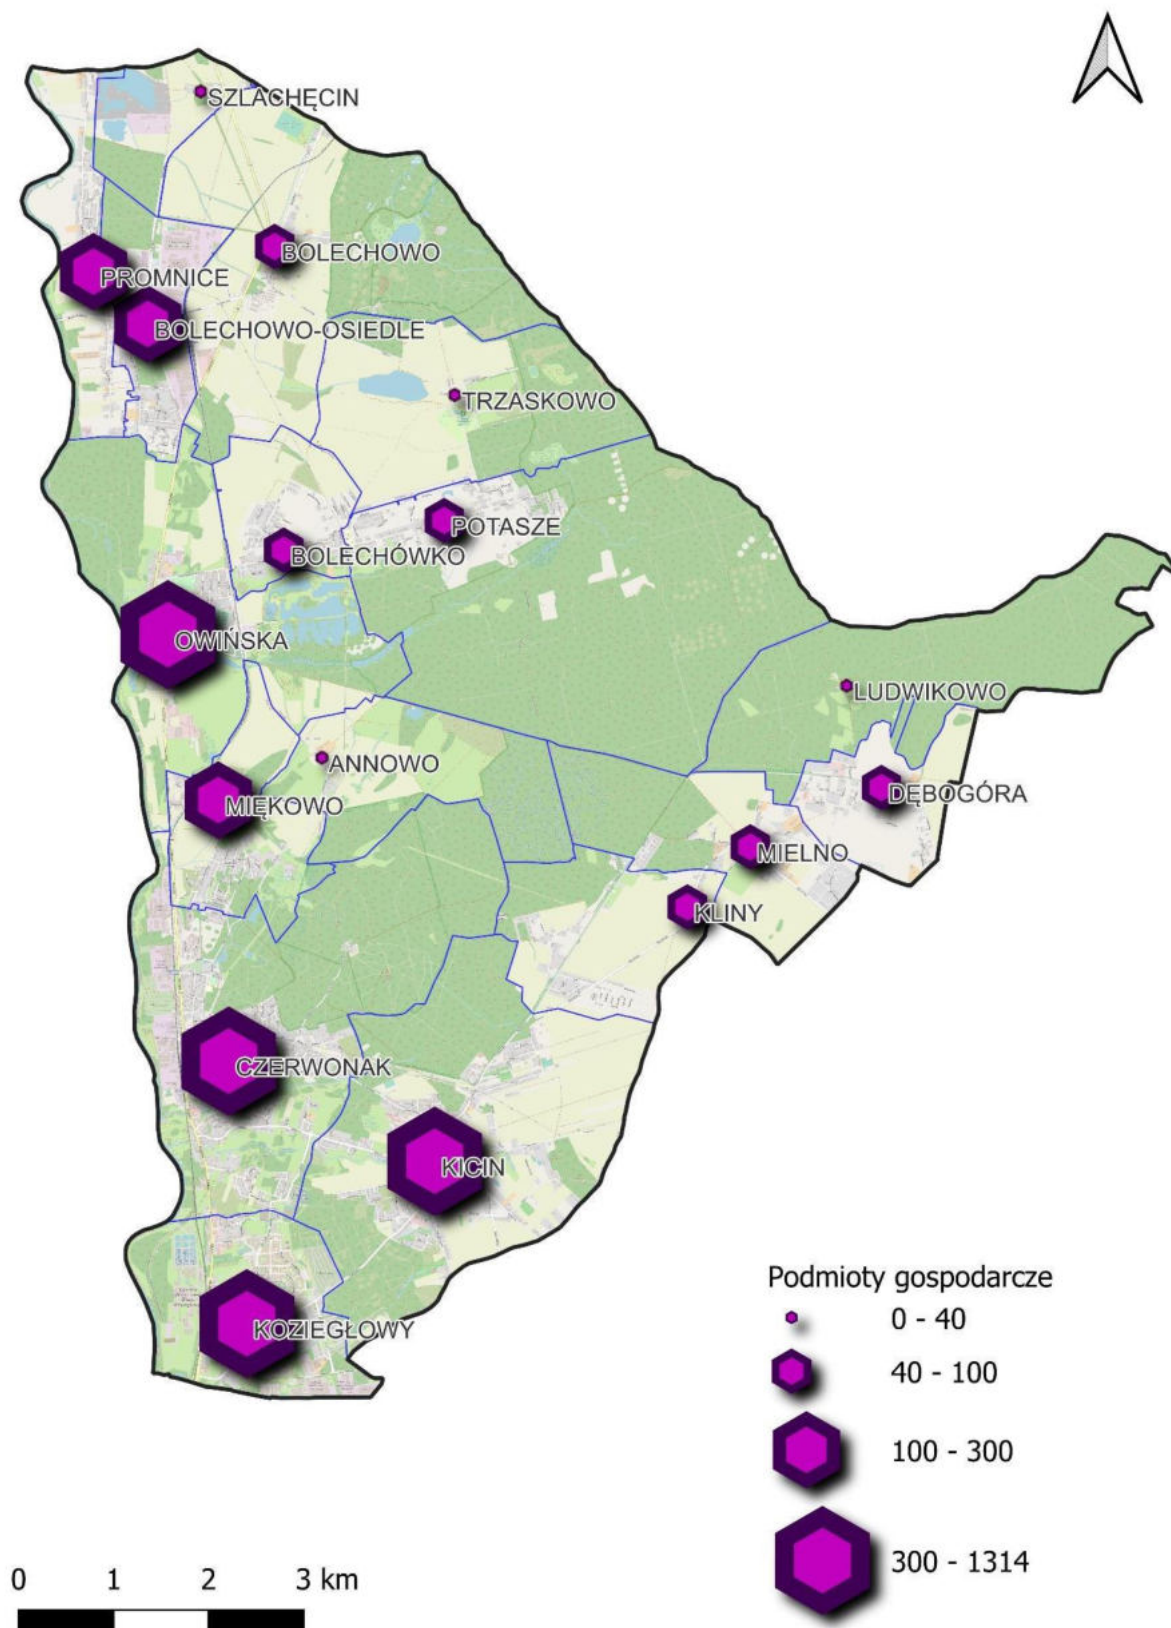 SZLACHĘCIN
BOLECHOWO
PROMNICE
BOLECHOWO-OSIEDLE
TRZASKOWO
POTASZE
BOLECHÓWKO
OWIŃSKA
LUDWIKOWO
ANNOWO
DĘBOGÓRA
MIĘKOWO
MIELNO
KLINY
CZERWONAK
KICIN
KOZIEGŁOWY
Podmioty gospodarcze
0 - 40
40 - 100
100 - 300
300 - 1314
0 1 2 3 km